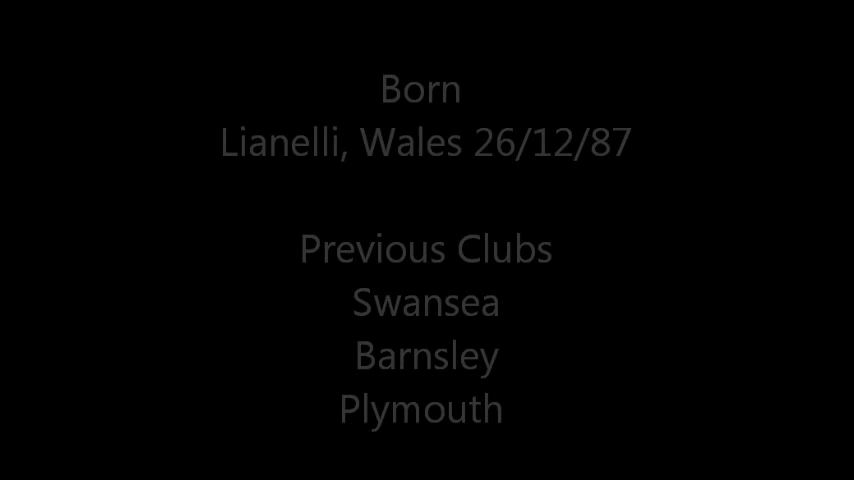 Born
Lianelli, Wales 26/12/87
Previous Clubs
Swansea
Barnsley
Plymouth